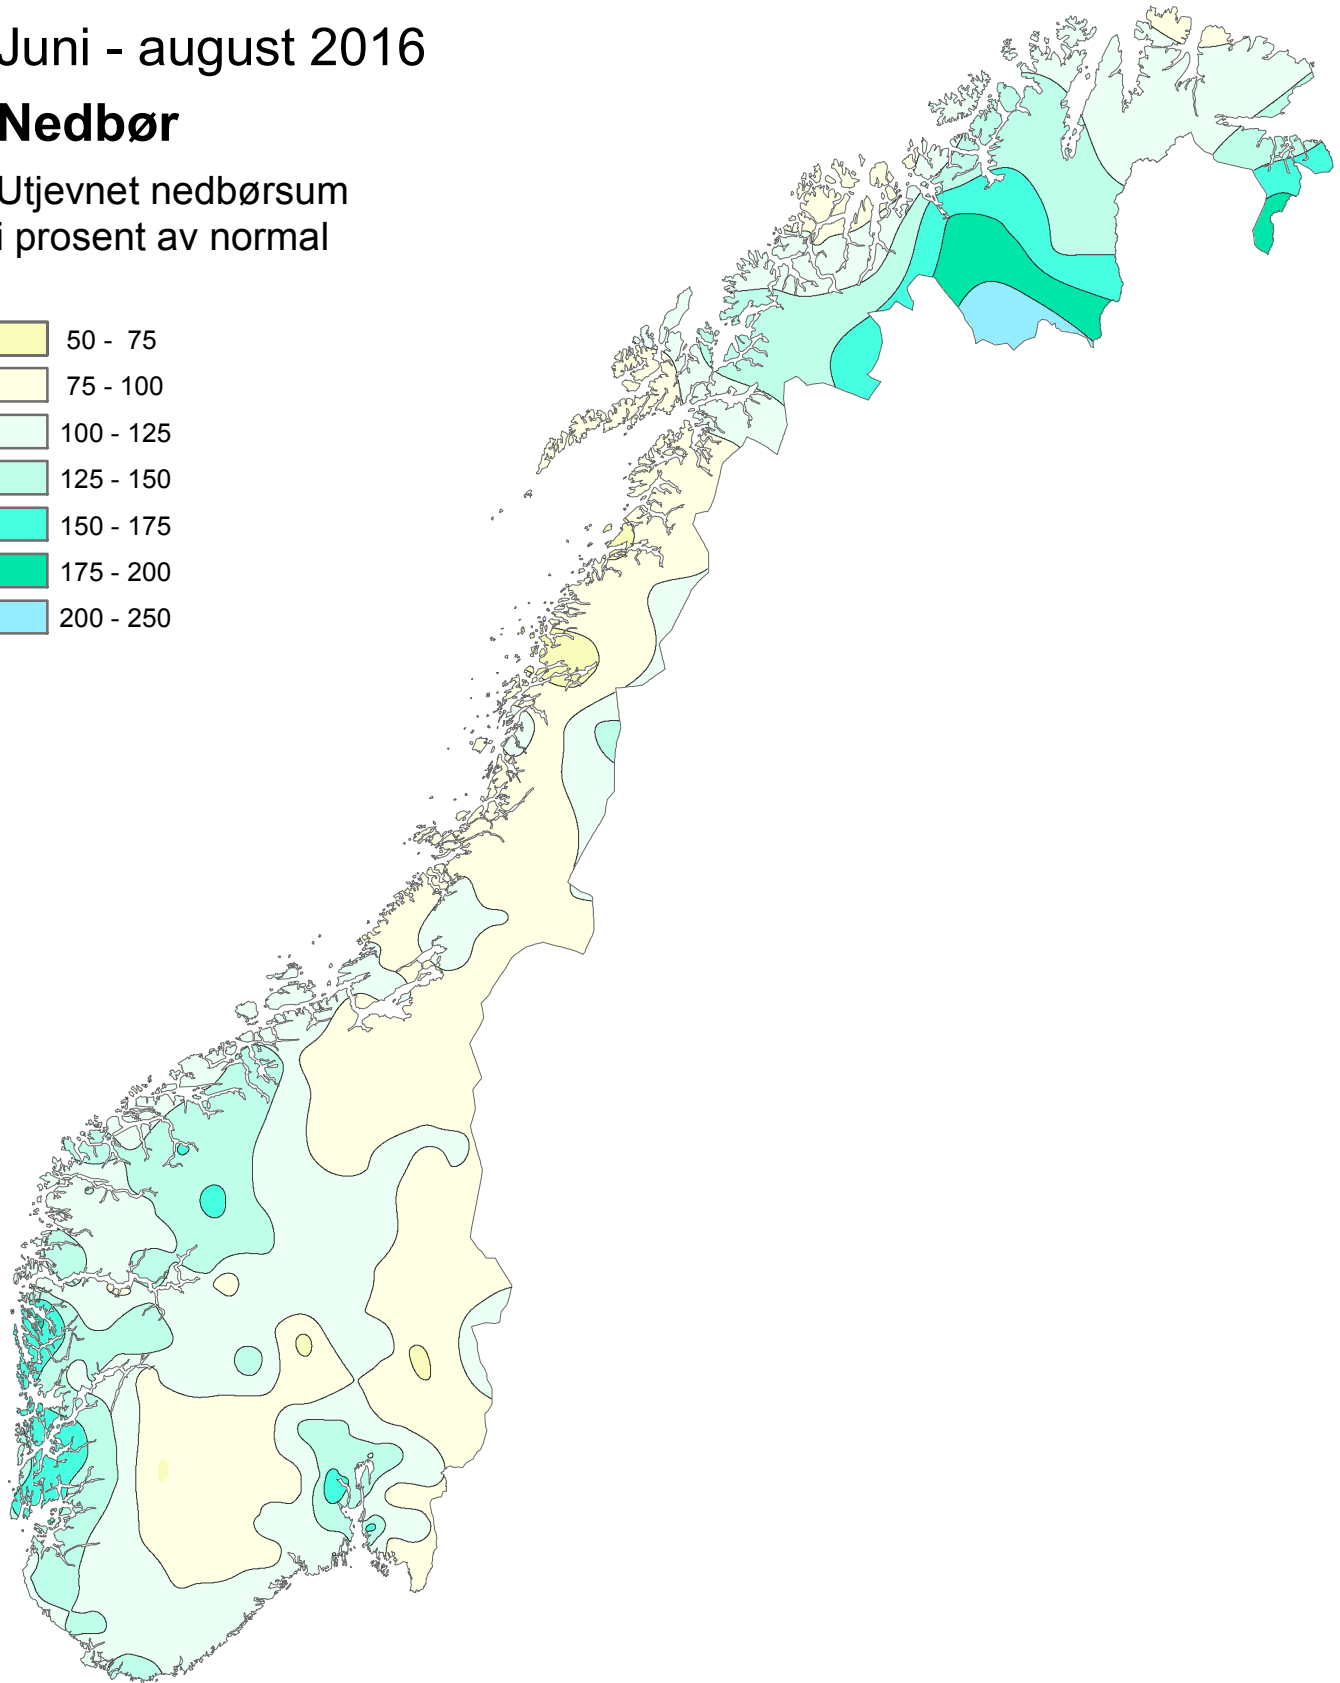 Juni - august 2016
Nedbør
Utjevnet nedbørsum
i prosent av normal
50 - 75
75 - 100
100 - 125
125 - 150
150 - 175
175 - 200
200 - 250